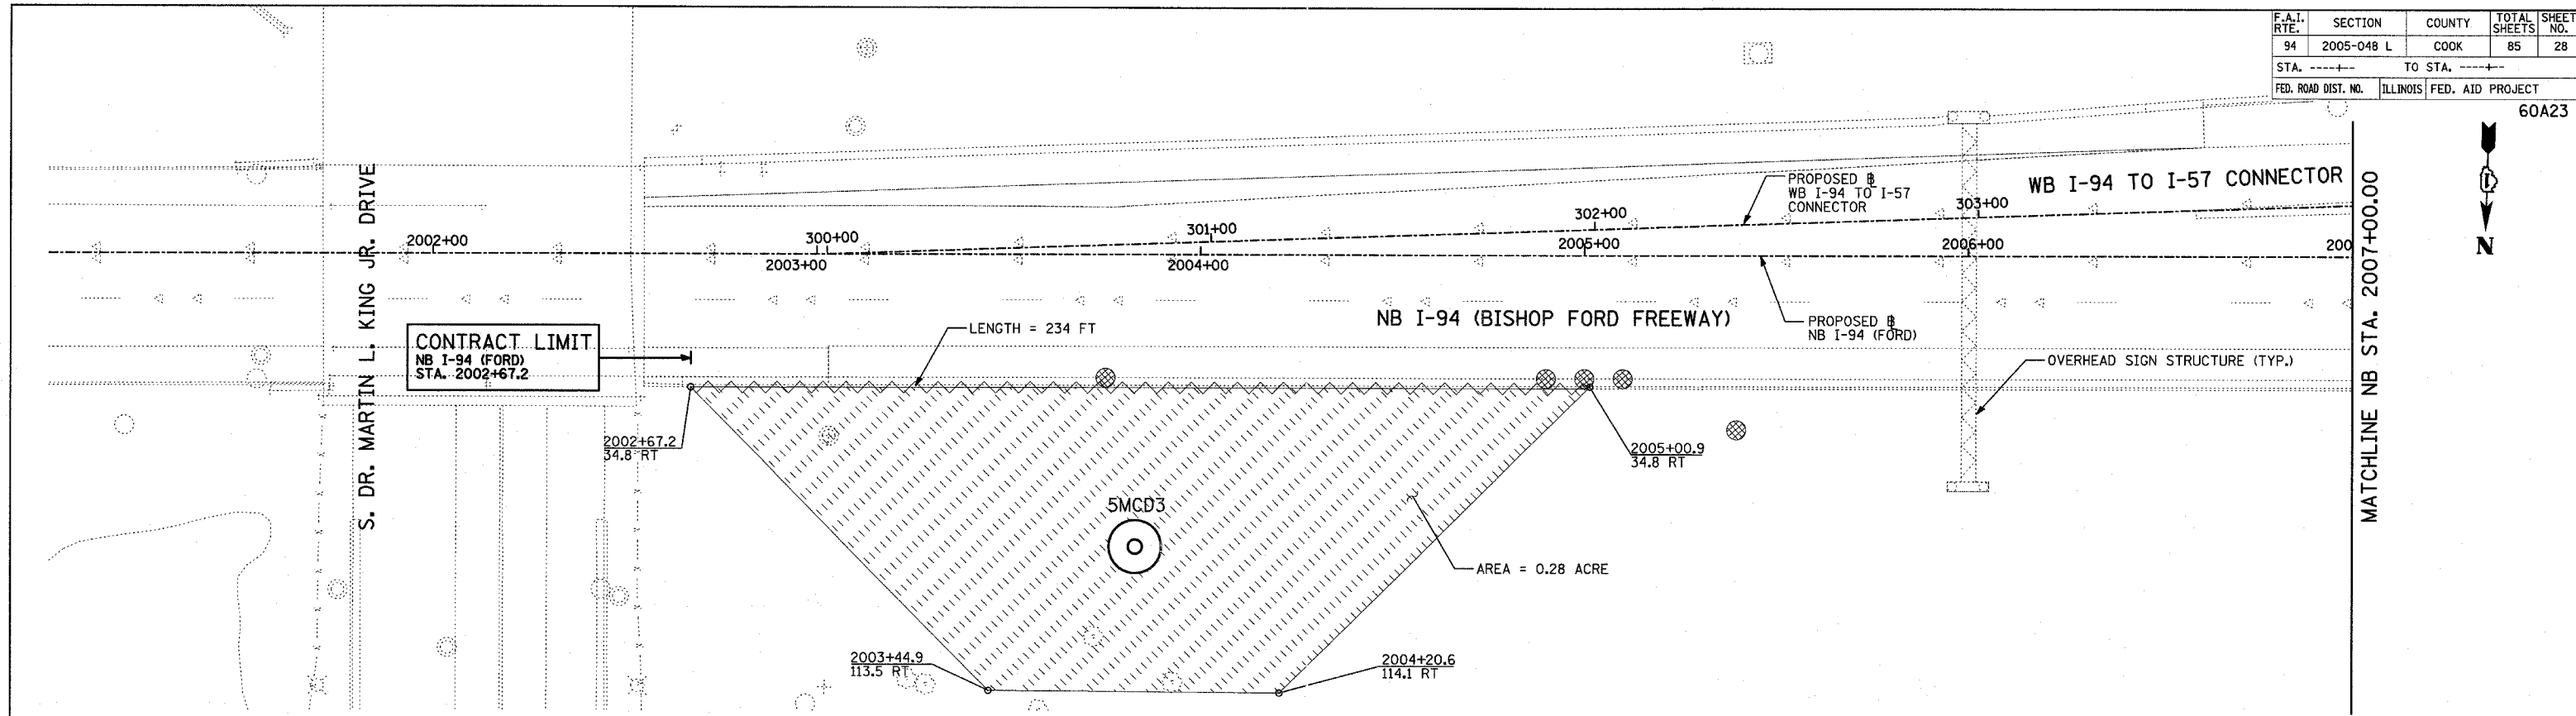 F.A.I. RTE. SECTION COUNTY TOTAL SHEETS SHEET NO.
94 2005-048 L COOK 85 28
STA. ----+-- TO STA. ----+--
FED. ROAD DIST. NO. ILLINOIS FED. AID PROJECT
60A23
N
WB I-94 TO I-57 CONNECTOR
PROPOSED ℄
WB I-94 TO I-57
CONNECTOR
300+00
301+00
302+00
303+00
2002+00
2003+00
2004+00
2005+00
2006+00
200
S. DR. MARTIN L. KING JR. DRIVE
CONTRACT LIMIT
NB I-94 (FORD)
STA. 2002+67.2
LENGTH = 234 FT
NB I-94 (BISHOP FORD FREEWAY)
PROPOSED ℄
NB I-94 (FORD)
OVERHEAD SIGN STRUCTURE (TYP.)
MATCHLINE NB STA. 2007+00.00
2002+67.2
34.8 RT
2005+00.9
34.8 RT
5MCD3
AREA = 0.28 ACRE
2003+44.9
113.5 RT
2004+20.6
114.1 RT